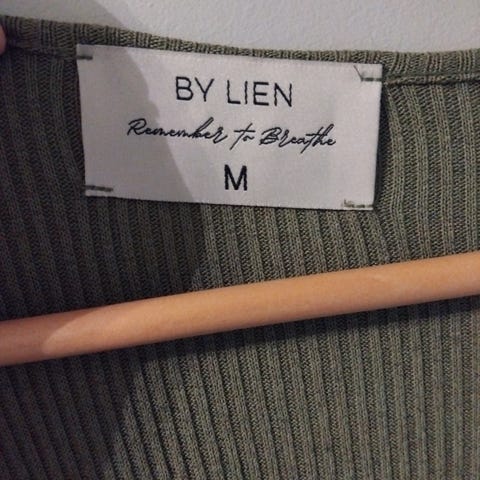 BY LIEN
Remember to Breathe
M